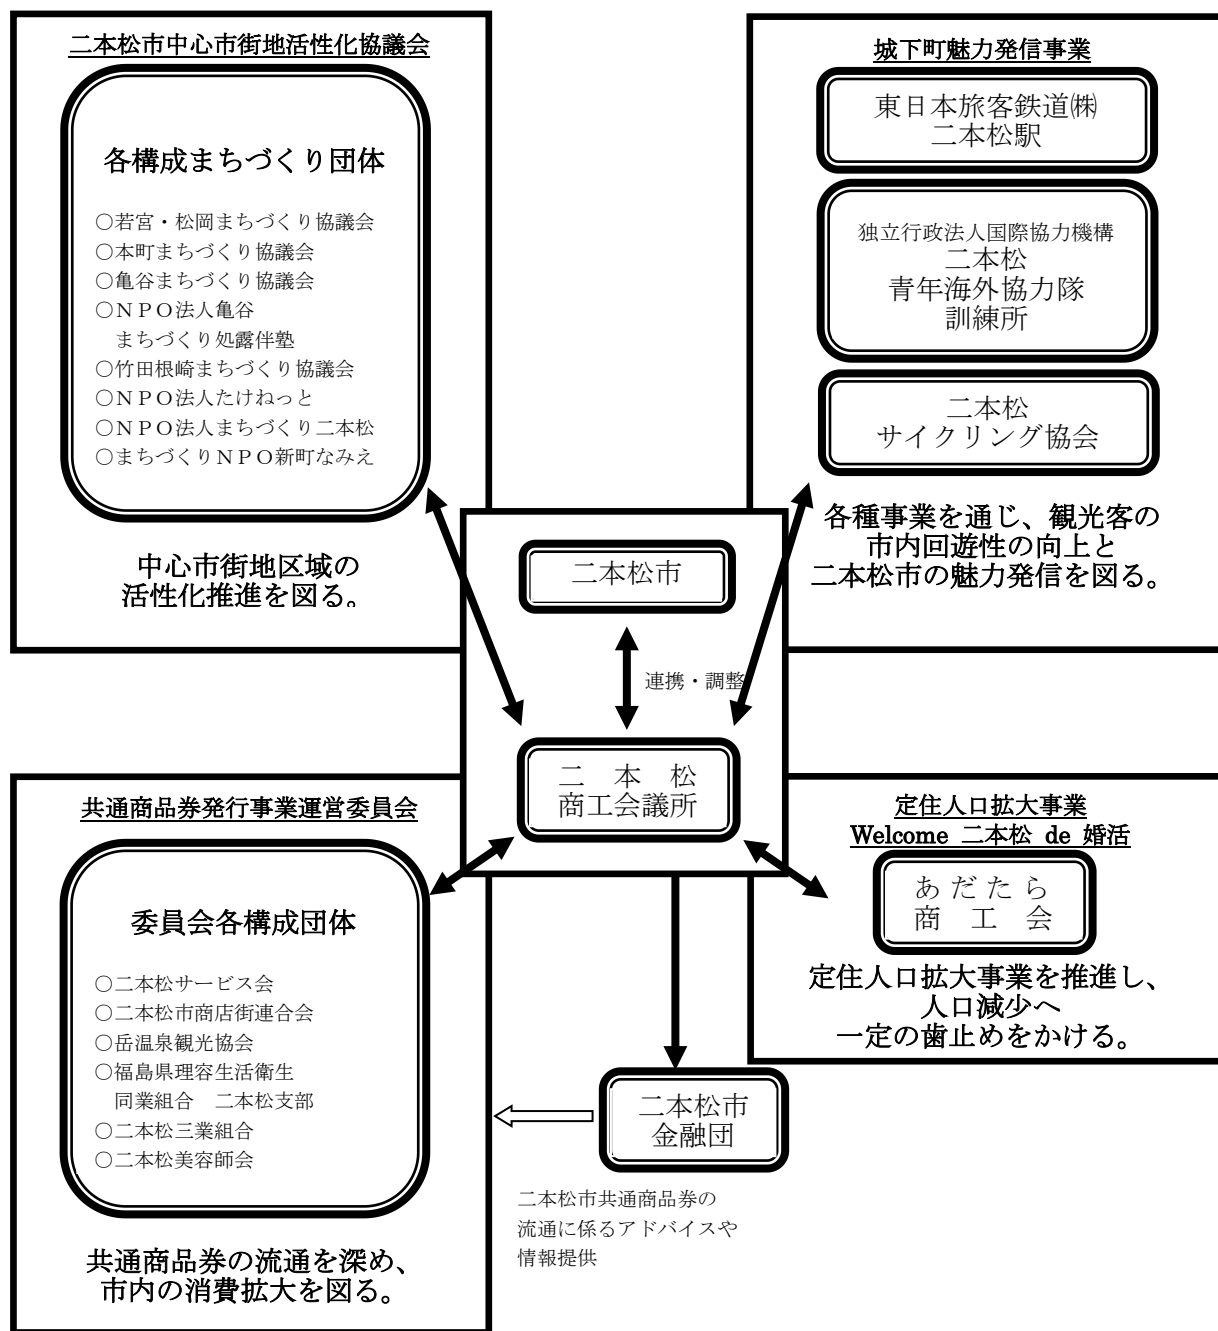 二本松市中心市街地活性化協議会
各構成まちづくり団体
○若宮・松岡まちづくり協議会
○本町まちづくり協議会
○亀谷まちづくり協議会
○ＮＰＯ法人亀谷
まちづくり処露伴塾
○竹田根崎まちづくり協議会
○ＮＰＯ法人たけねっと
○ＮＰＯ法人まちづくり二本松
○まちづくりＮＰＯ新町なみえ
中心市街地区域の
活性化推進を図る。
城下町魅力発信事業
東日本旅客鉄道㈱
二本松駅
独立行政法人国際協力機構
二本松
青年海外協力隊
訓練所
二本松
サイクリング協会
各種事業を通じ、観光客の
市内回遊性の向上と
二本松市の魅力発信を図る。
二本松市
連携・調整
二　本　松
商工会議所
共通商品券発行事業運営委員会
委員会各構成団体
○二本松サービス会
○二本松市商店街連合会
○岳温泉観光協会
○福島県理容生活衛生
同業組合　二本松支部
○二本松三業組合
○二本松美容師会
共通商品券の流通を深め、
市内の消費拡大を図る。
定住人口拡大事業
Welcome 二本松 de 婚活
あ だ た ら
商　工　会
定住人口拡大事業を推進し、
人口減少へ
一定の歯止めをかける。
二本松市
金融団
二本松市共通商品券の
流通に係るアドバイスや
情報提供